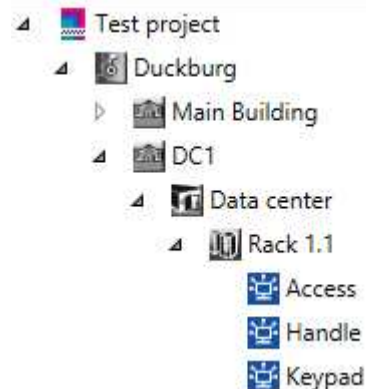 Test project
Duckburg
Main Building
DC1
Data center
Rack 1.1
Access
Handle
Keypad